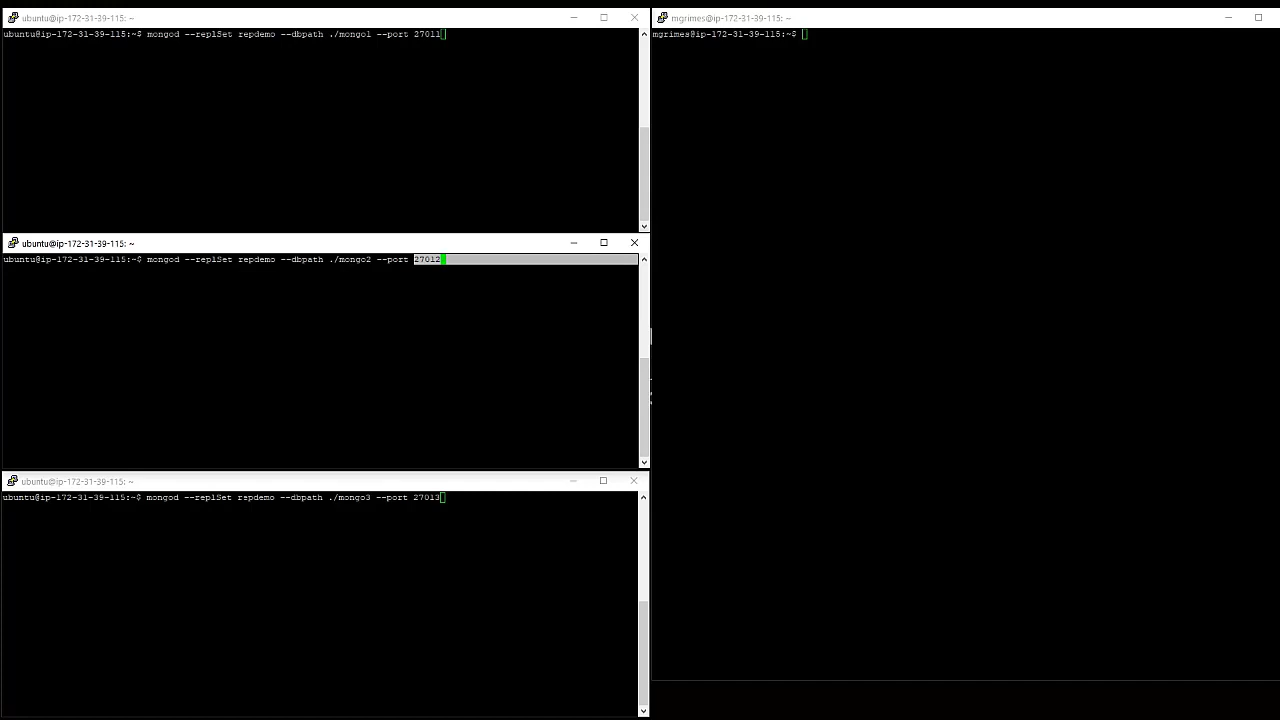 ubuntu@ip-172-31-39-115: ~
ubuntu@ip-172-31-39-115:~$ mongod --replSet repdemo --dbpath ./mongo1 --port 27011
ubuntu@ip-172-31-39-115: ~
ubuntu@ip-172-31-39-115:~$ mongod --replSet repdemo --dbpath ./mongo2 --port 27012
ubuntu@ip-172-31-39-115: ~
ubuntu@ip-172-31-39-115:~$ mongod --replSet repdemo --dbpath ./mongo3 --port 27013
mgrimes@ip-172-31-39-115: ~
mgrimes@ip-172-31-39-115:~$